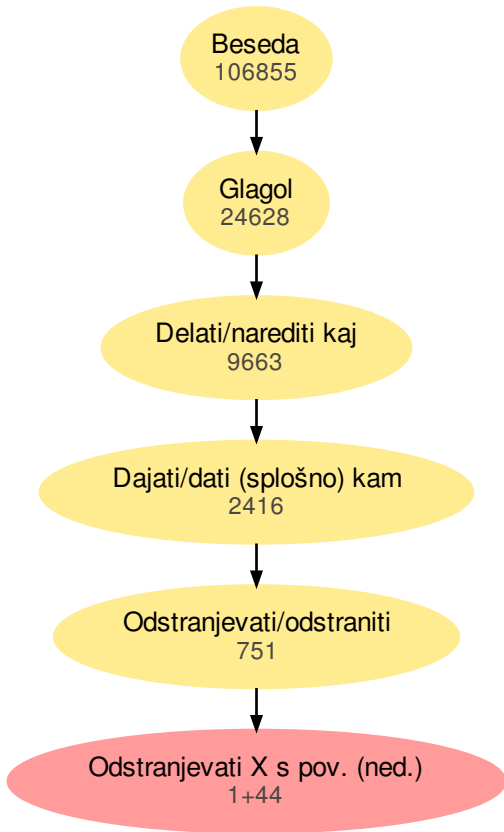 Beseda
106855
Glagol
24628
Delati/narediti kaj
9663
Dajati/dati (splošno) kam
2416
Odstranjevati/odstraniti
751
Odstranjevati X s pov. (ned.)
1+44